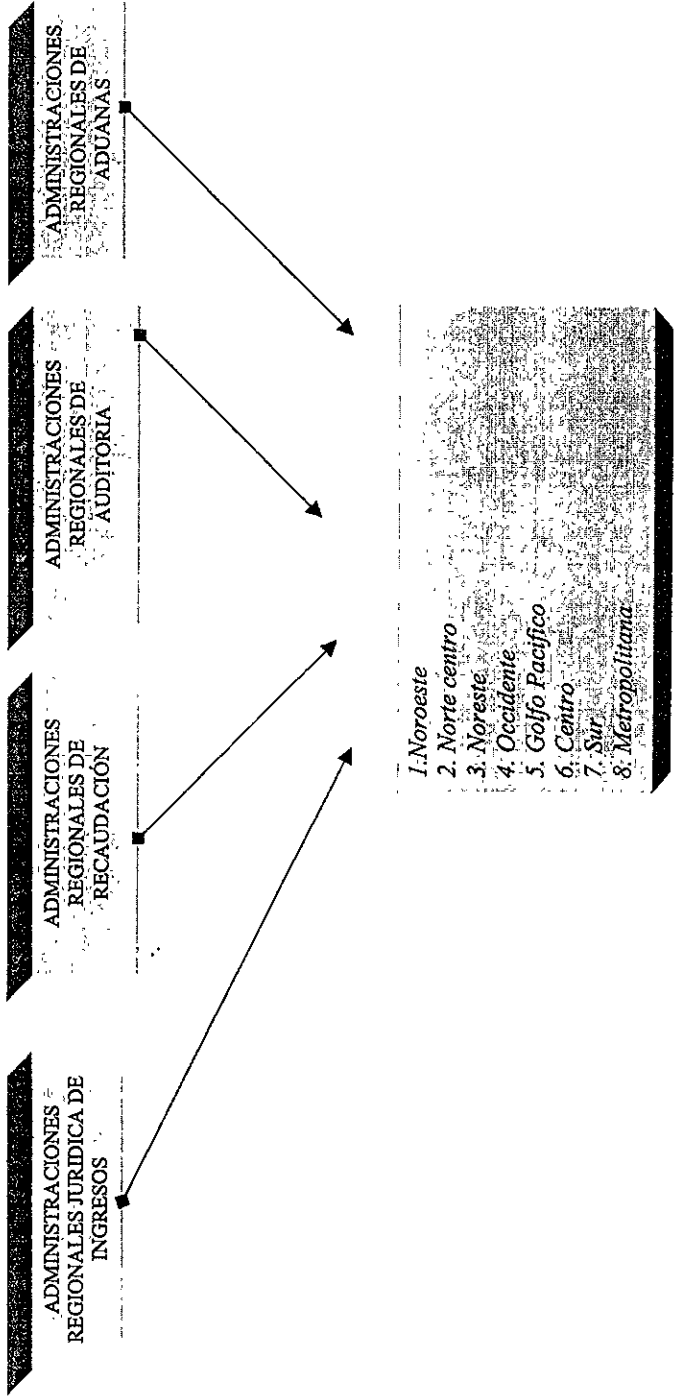 ADMINISTRACIONES
REGIONALES JURIDICA DE
INGRESOS
ADMINISTRACIONES
REGIONALES DE
RECAUDACIÓN
ADMINISTRACIONES
REGIONALES DE
AUDITORIA
ADMINISTRACIONES
REGIONALES DE
ADUANAS
1.Noroeste
2. Norte centro
3. Noreste
4. Occidente
5. Golfo Pacifico
6. Centro
7. Sur
8. Metropolitana